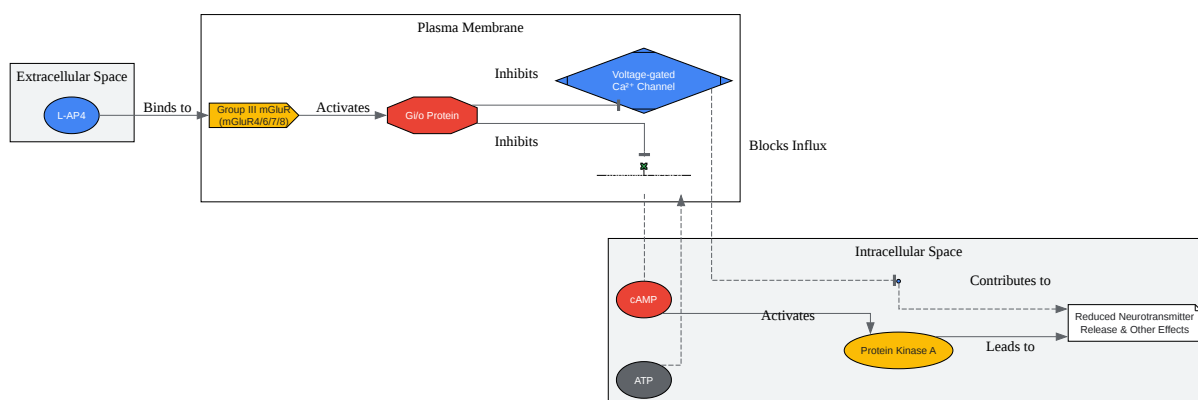 Plasma Membrane
Extracellular Space
L-AP4
Binds to
Group III mGluR
(mGluR4/6/7/8)
Activates
Gi/o Protein
Inhibits
Inhibits
Voltage-gated
Ca²⁺ Channel
Blocks Influx
Intracellular Space
cAMP
Activates
ATP
Protein Kinase A
Contributes to
Leads to
Reduced Neurotransmitter
Release & Other Effects